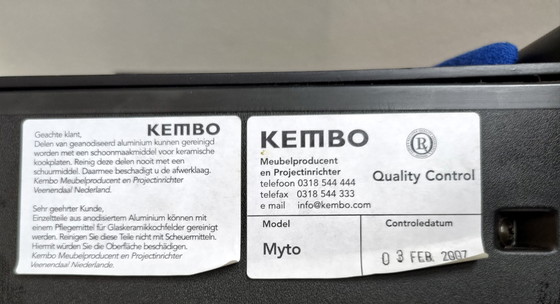 KEMBO
Geachte klant,
Delen van geanodiseerd aluminium kunnen gereinigd
worden met een schoonmaakmiddel voor keramische
kookplaten. Reinig deze delen nooit met een
schuurmiddel. Daarmee beschadigt u de afwerklaag.
Kembo Meubelproducent en Projectinrichter
Veenendaal Nederland.
Sehr geehrter Kunde,
Einzelteile aus anodisiertem Aluminium können mit
einem Pflegemittel für Glaskeramikkochfelder gereinigt
werden. Reinigen Sie diese Teile nicht mit Scheuermitteln.
Hiermit würden Sie die Oberfläche beschädigen.
Kembo Meubelproducent en Projectinrichter
Veenendaal Niederlande.
KEMBO
Meubelproducent
en Projectinrichter
telefoon 0318 544 444
telefax 0318 544 333
e mail info@kembo.com
R
Quality Control
Model
Myto
Controledatum
03 FEB. 2007